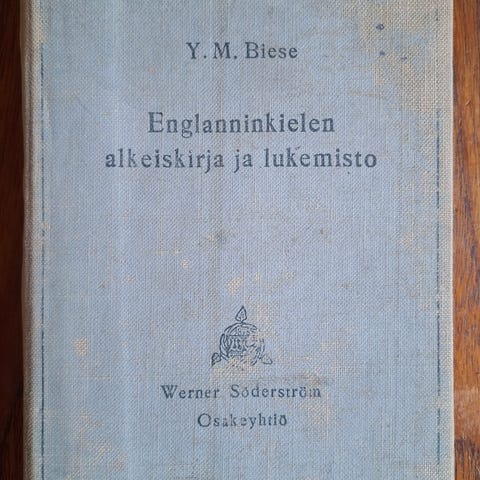 Y. M. Biese
Englanninkielen
alkeiskirja ja lukemisto
Werner Söderström
Osakeyhtiö